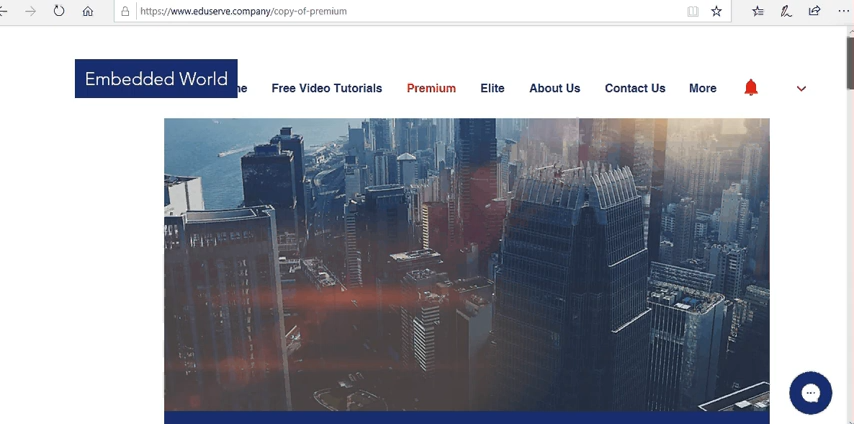 https://www.eduserve.company/copy-of-premium
Embedded World
me Free Video Tutorials Premium Elite About Us Contact Us More